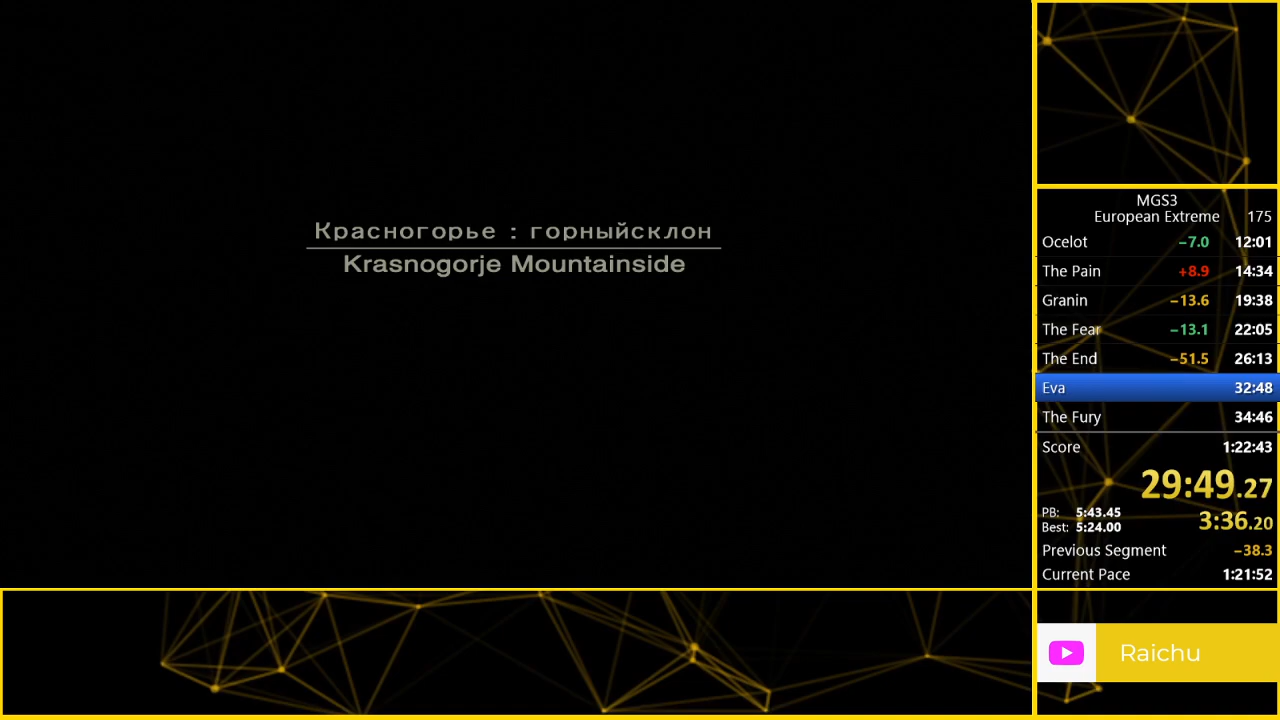 Красногорье : горныйсклон
Krasnogorje Mountainside
MGS3
European Extreme 175
Ocelot −7.0 12:01
The Pain +8.9 14:34
Granin −13.6 19:38
The Fear −13.1 22:05
The End −51.5 26:13
Eva 32:48
The Fury 34:46
Score 1:22:43
29:49.27
PB: 5:43.45
Best: 5:24.00
3:36.20
Previous Segment −38.3
Current Pace 1:21:52
Raichu